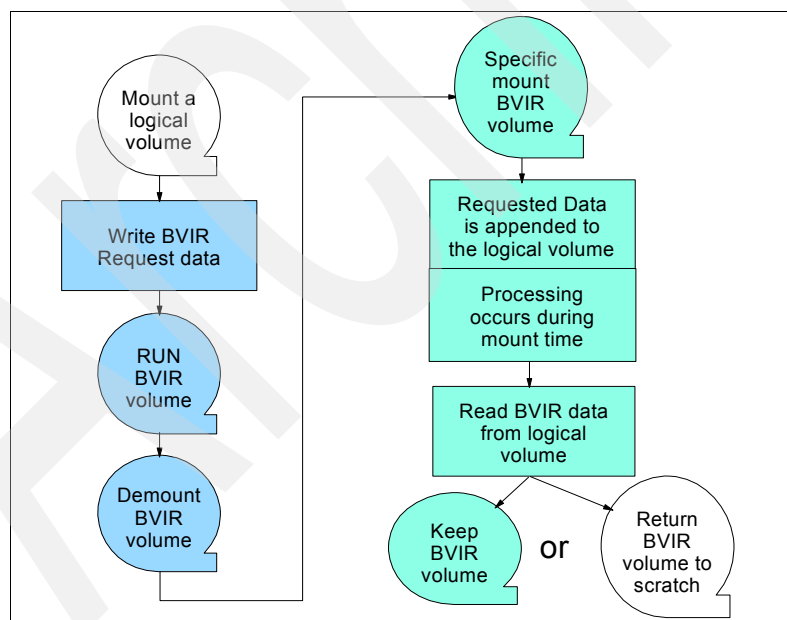 Mount a
logical
volume
Write BVIR
Request data
RUN
BVIR
volume
Demount
BVIR
volume
Specific
mount
BVIR
volume
Requested Data
is appended to
the logical volume
Processing
occurs during
mount time
Read BVIR data
from logical
volume
Keep
BVIR
volume
or
Return
BVIR
volume to
scratch